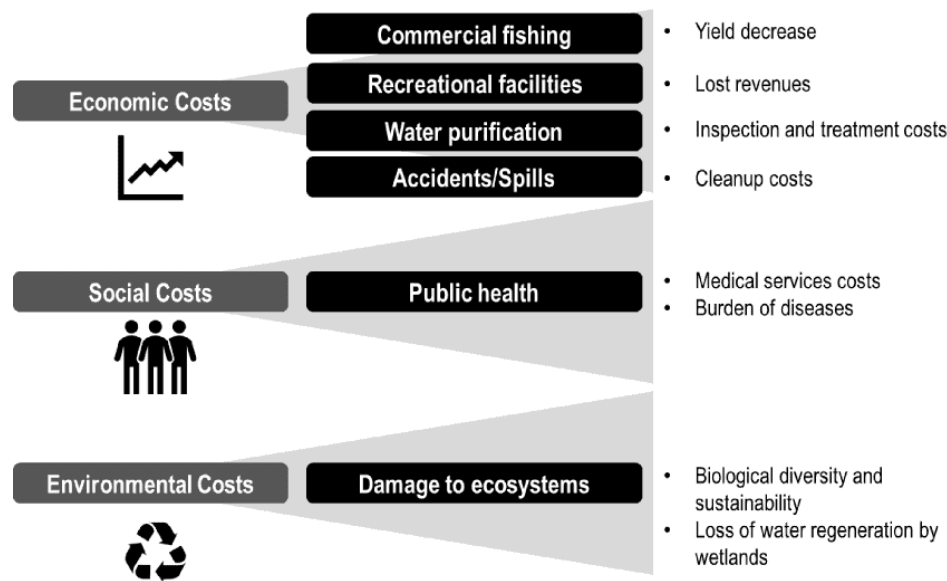 Economic Costs
Commercial fishing
• Yield decrease
Recreational facilities
• Lost revenues
Water purification
• Inspection and treatment costs
Accidents/Spills
• Cleanup costs
Social Costs
Public health
• Medical services costs
• Burden of diseases
Environmental Costs
Damage to ecosystems
• Biological diversity and
sustainability
• Loss of water regeneration by
wetlands